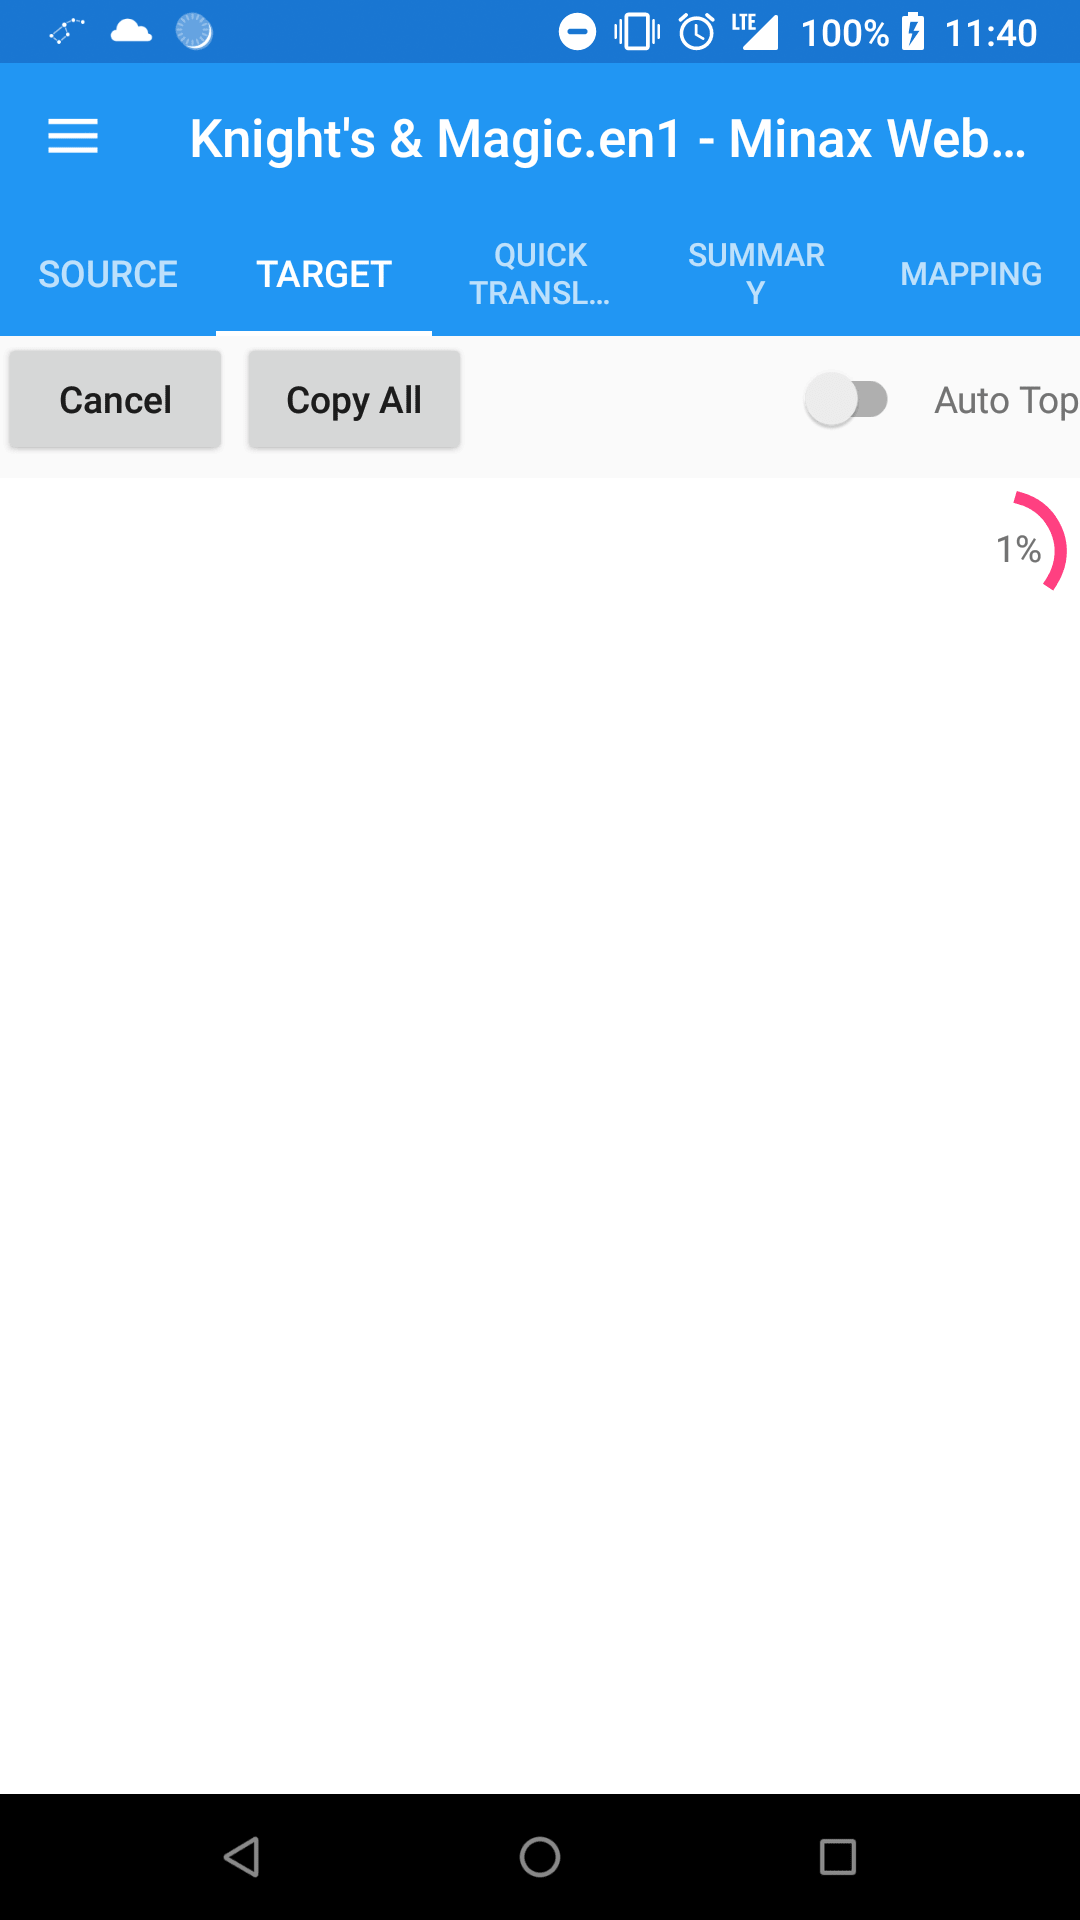 LTE 100% 11:40
Knight's & Magic.en1 - Minax Web...
SOURCE
TARGET
QUICK
TRANSL...
SUMMAR
Y
MAPPING
Cancel
Copy All
Auto Top
1%